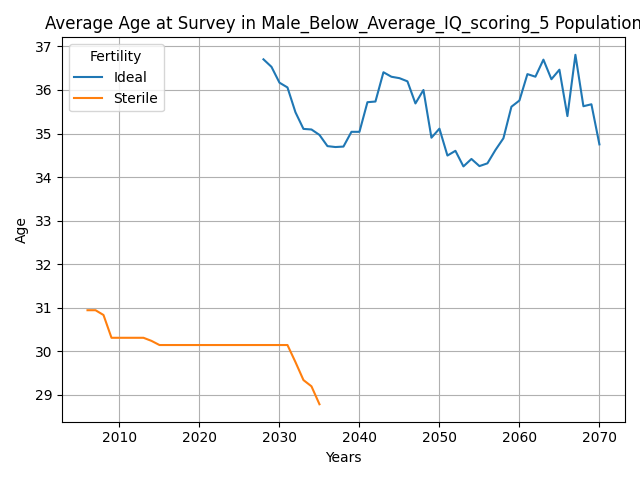 Average Age at Survey in Male_Below_Average_IQ_scoring_5 Population
Fertility
Ideal
Sterile
37
36
35
34
33
32
31
30
29
Age
2010 2020 2030 2040 2050 2060 2070
Years